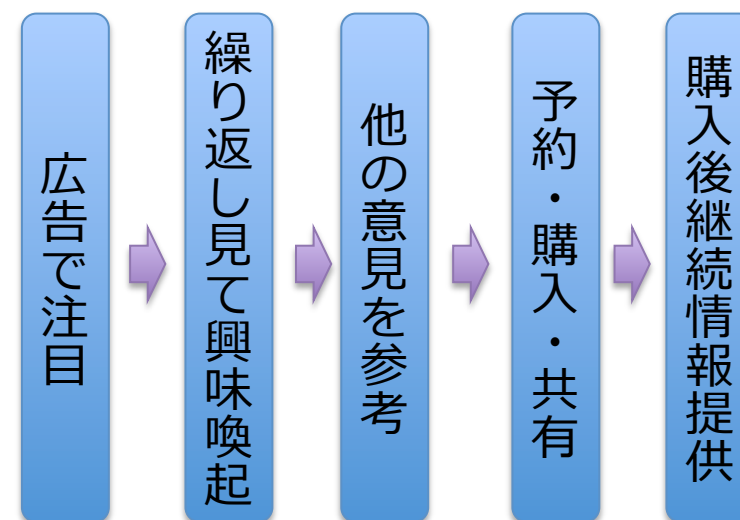 広告で注目
繰り返し見て興味喚起
他の意見を参考
予約・購入・共有
購入後継続情報提供